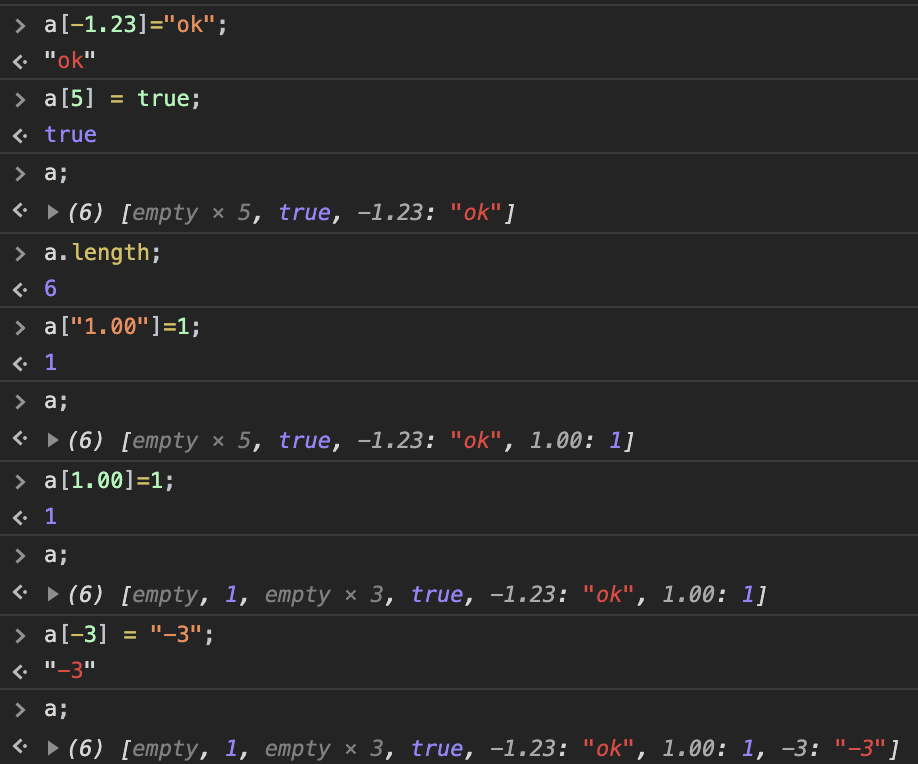 > a[-1.23]="ok";
<· "ok"
> a[5] = true;
<· true
> a;
<· ▶ (6) [empty × 5, true, -1.23: "ok"]
> a.length;
<· 6
> a["1.00"]=1;
<· 1
> a;
<· ▶ (6) [empty × 5, true, -1.23: "ok", 1.00: 1]
> a[1.00]=1;
<· 1
> a;
<· ▶ (6) [empty, 1, empty × 3, true, -1.23: "ok", 1.00: 1]
> a[-3] = "-3";
<· "-3"
> a;
<· ▶ (6) [empty, 1, empty × 3, true, -1.23: "ok", 1.00: 1, -3: "-3"]